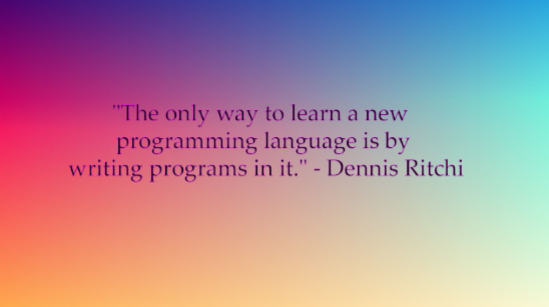 "The only way to learn a new
programming language is by
writing programs in it." - Dennis Ritchi